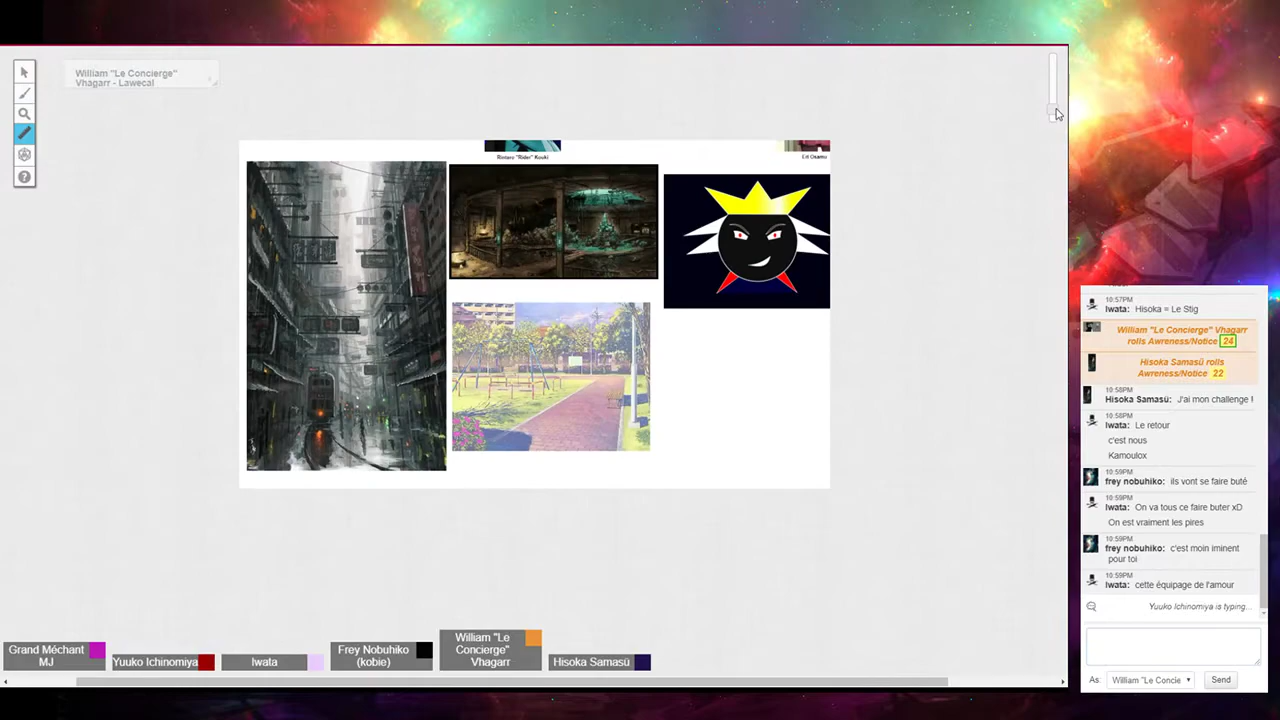 William "Le Concierge"
Vhagarr - Lawecal
Rintaro "Rider" Kouki
Eri Okamu
10:57PM
Iwata: Hisoka = Le Stig
William "Le Concierge" Vhagarr
rolls Awreness/Notice 24
Hisoka Samasü rolls
Awreness/Notice 22
10:58PM
Hisoka Samasü: J'ai mon challenge !
10:58PM
Iwata: Le retour
c'est nous
Kamoulox
10:59PM
frey nobuhiko: ils vont se faire buté
10:59PM
Iwata: On va tous ce faire buter xD
On est vraiment les pires
10:59PM
frey nobuhiko: c'est moin iminent
pour toi
10:59PM
Iwata: cette équipage de l'amour
Yuuko Ichinomiya is typing...
As: William "Le Concie
Send
Grand Méchant
MJ
Yuuko Ichinomiya
Iwata
Frey Nobuhiko
(kobie)
William "Le
Concierge"
Vhagarr
Hisoka Samasü